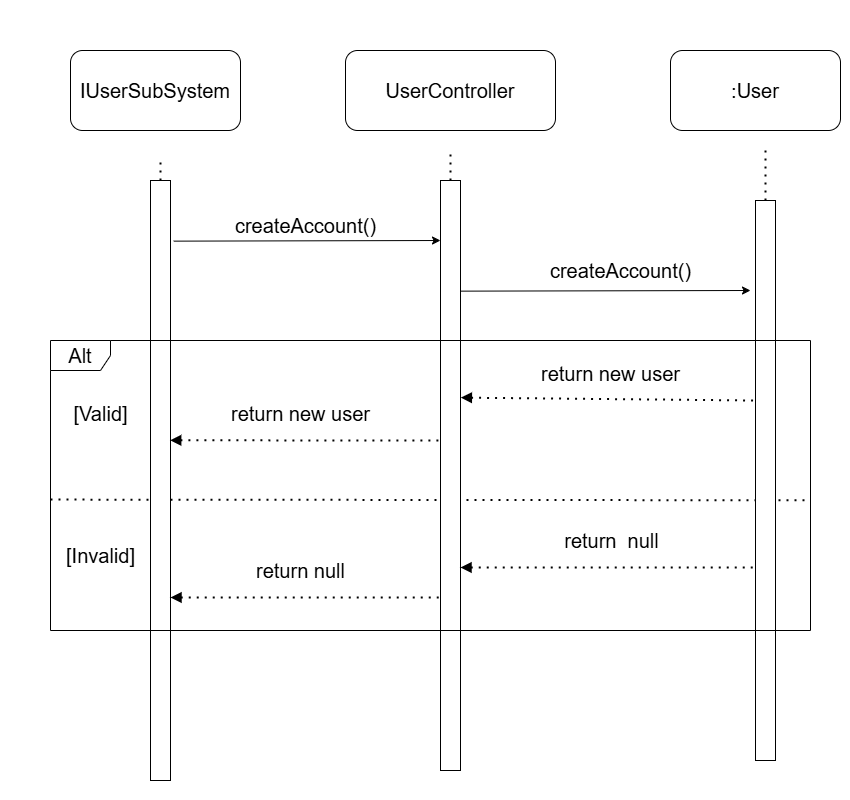 IUserSubSystem
UserController
:User
createAccount()
createAccount()
Alt
return new user
[Valid]
return new user
return  null
[Invalid]
return null